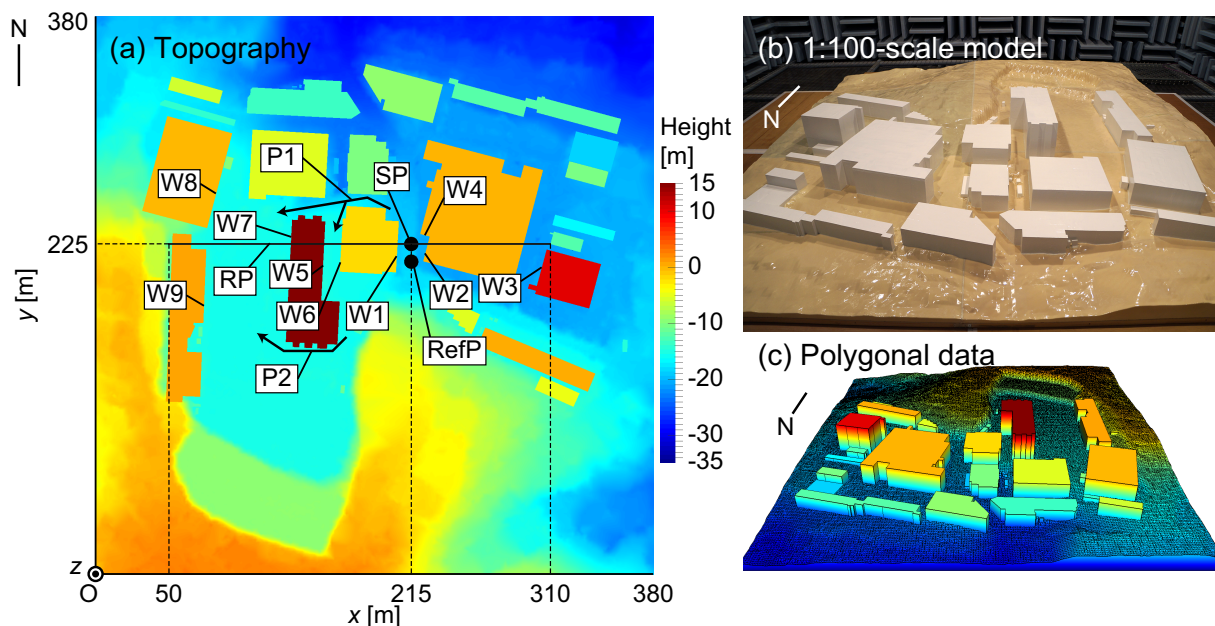 380
N
(a) Topography
P1
SP
W8
W4
W7
225
RP
W5
W9
W6
W1
W2
W3
RefP
P2
y [m]
z
O
50
215
310
380
x [m]
Height
[m]
15
10
0
-10
-20
-30
-35
(b) 1:100-scale model
N
(c) Polygonal data
N